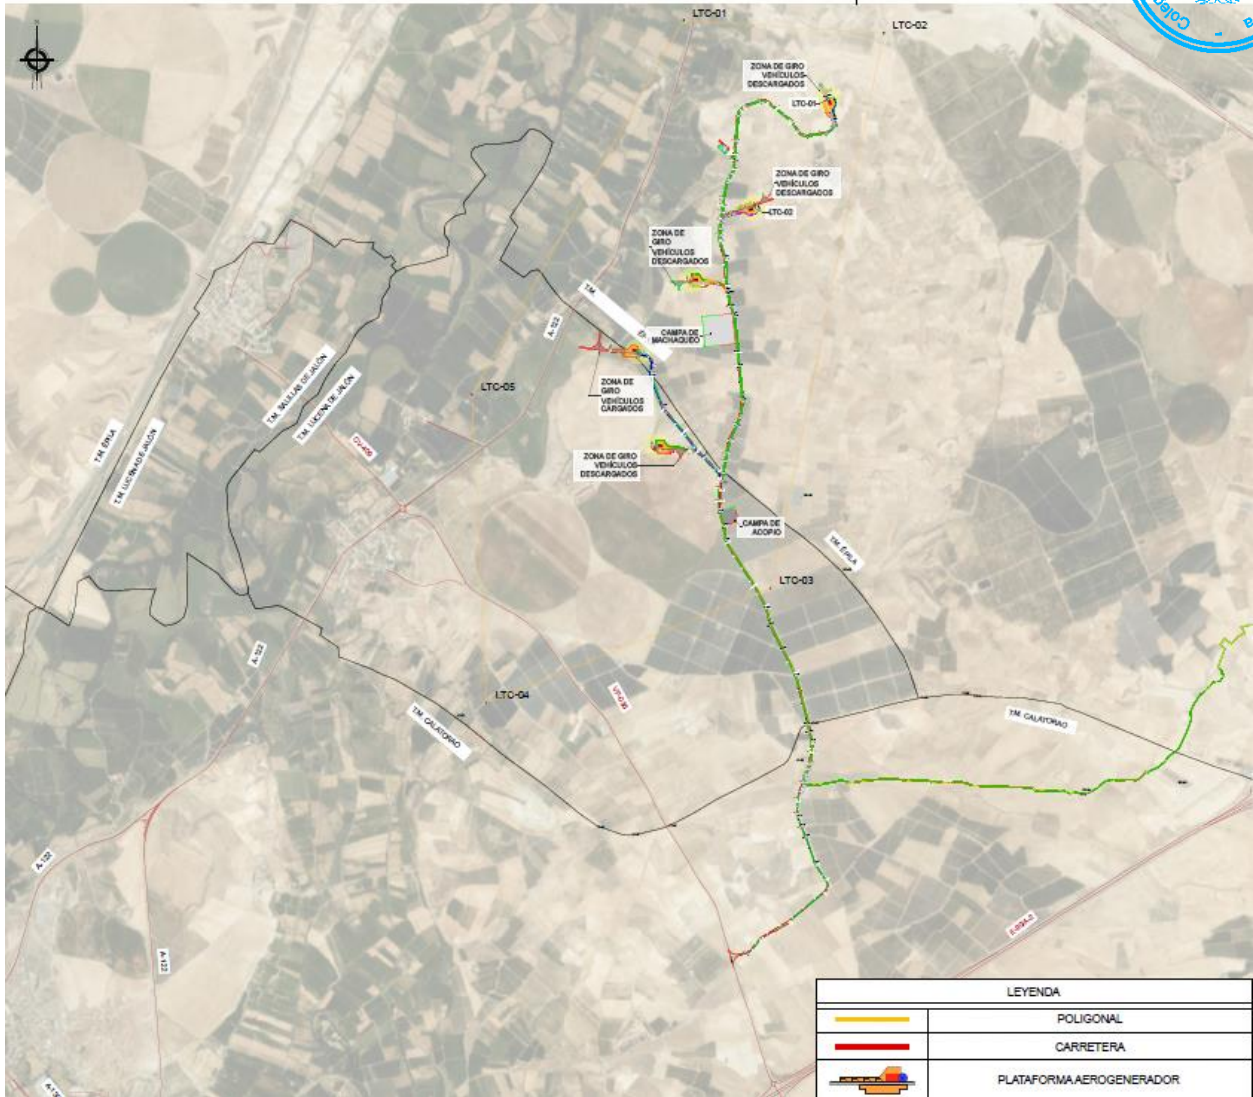 Colegio
LTC-01
LTC-02
ZONA DE GIRO
VEHÍCULOS
DESCARGADOS
LTC-01
ZONA DE GIRO
VEHÍCULOS
DESCARGADOS
LTC-02
ZONA DE
GIRO
VEHÍCULOS
DESCARGADOS
T.M.
CAMPA DE
MACHAQUEO
A-122
ZONA DE
GIRO
VEHÍCULOS
CARGADOS
LTC-05
T.M. SALILLAS DE JALÓN
T.M. LUCENA DE JALÓN
T.M. ÉPILA
T.M. LUCENA DE JALÓN
CV-406
ZONA DE GIRO
VEHÍCULOS
DESCARGADOS
CAMPA DE
ACOPIO
T.M. ÉPILA
LTC-03
A-122
LTC-04
T.M. CALATORAO
T.M. CALATORAO
A-122
A-122
LEYENDA
POLIGONAL
CARRETERA
PLATAFORMA AEROGENERADOR